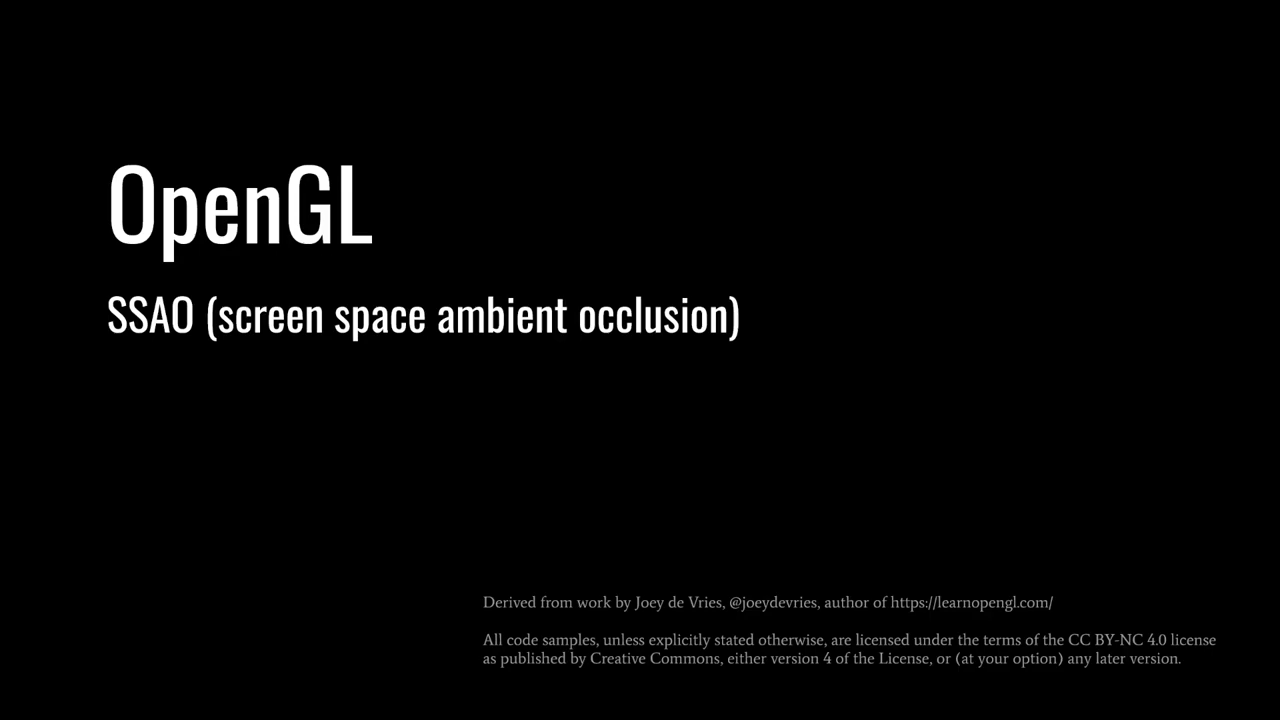 OpenGL
SSAO (screen space ambient occlusion)
Derived from work by Joey de Vries, @joeydevries, author of https://learnopengl.com/
All code samples, unless explicitly stated otherwise, are licensed under the terms of the CC BY-NC 4.0 license
as published by Creative Commons, either version 4 of the License, or (at your option) any later version.